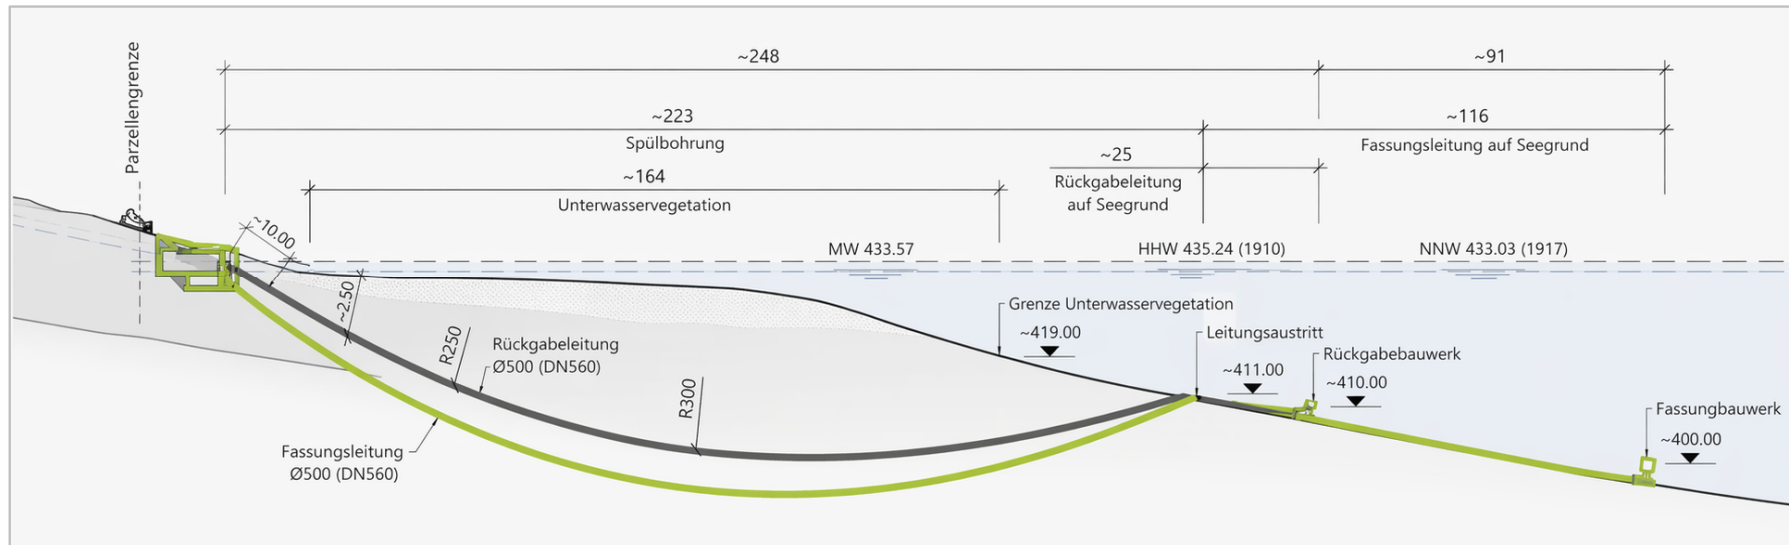 Parzellengrenze
~248
~91
~223
Spülbohrung
~116
Fassungsleitung auf Seegrund
~25
Rückgabeleitung
auf Seegrund
~164
Unterwasservegetation
~10.00
MW 433.57
HHW 435.24 (1910)
NNW 433.03 (1917)
~2.50
Grenze Unterwasservegetation
~419.00
Leitungsaustritt
~411.00
Rückgabebauwerk
~410.00
R250
Rückgabeleitung
Ø500 (DN560)
R300
Fassungbauwerk
~400.00
Fassungsleitung
Ø500 (DN560)